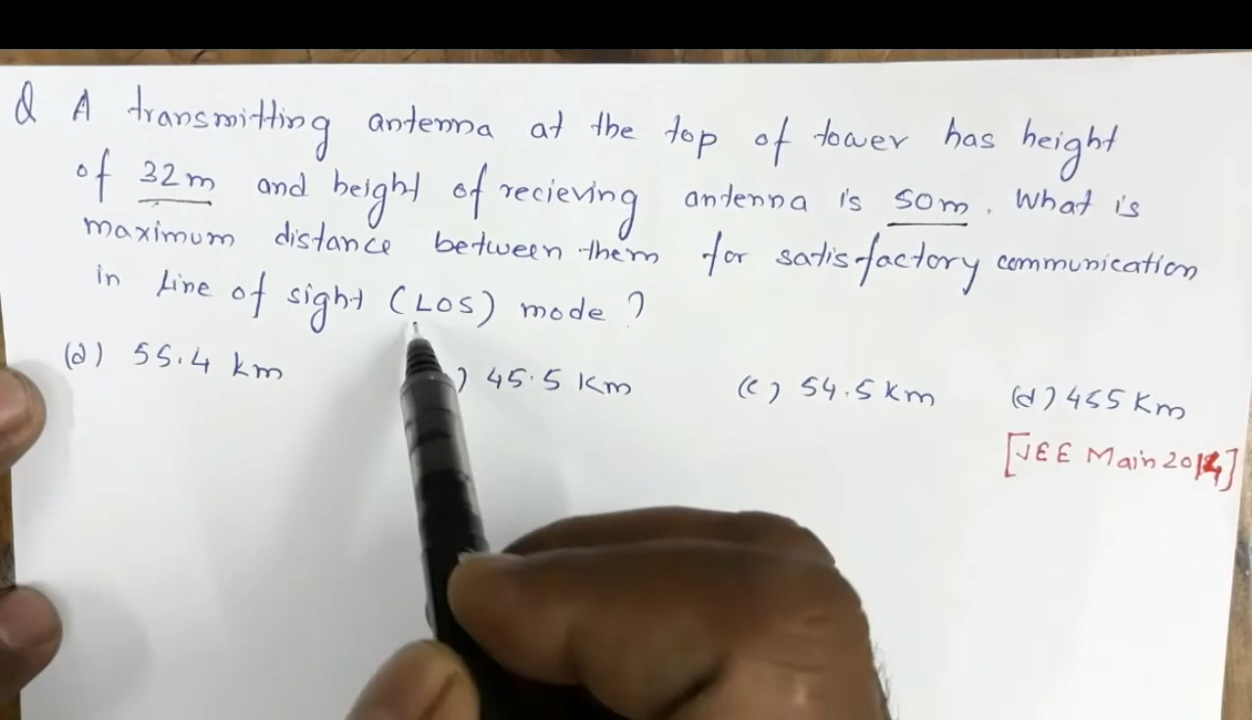 Q A transmitting antenna at the top of tower has height
of 32m and height of recieving antenna is 50m. What is
maximum distance between them for satisfactory communication
in line of sight (LOS) mode ?
(a) 55.4 km ) 45.5 Km (c) 54.5 Km (d) 455 Km
[JEE Main 2014]